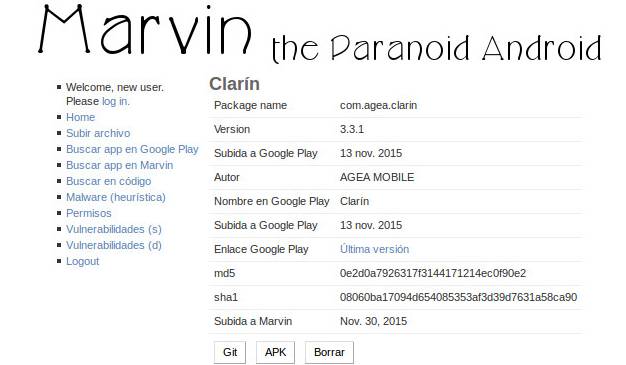 Marvin the Paranoid Android
Welcome, new user.
Please log in.
Home
Subir archivo
Buscar app en Google Play
Buscar app en Marvin
Buscar en código
Malware (heurística)
Permisos
Vulnerabilidades (s)
Vulnerabilidades (d)
Logout
Clarín
Package name com.agea.clarin
Version 3.3.1
Subida a Google Play 13 nov. 2015
Autor AGEA MOBILE
Nombre en Google Play Clarín
Subida a Google Play 13 nov. 2015
Enlace Google Play Última versión
md5 0e2d0a7926317f3144171214ec0f90e2
sha1 08060ba17094d654085353af3d39d7631a58ca90
Subida a Marvin Nov. 30, 2015
Git APK Borrar